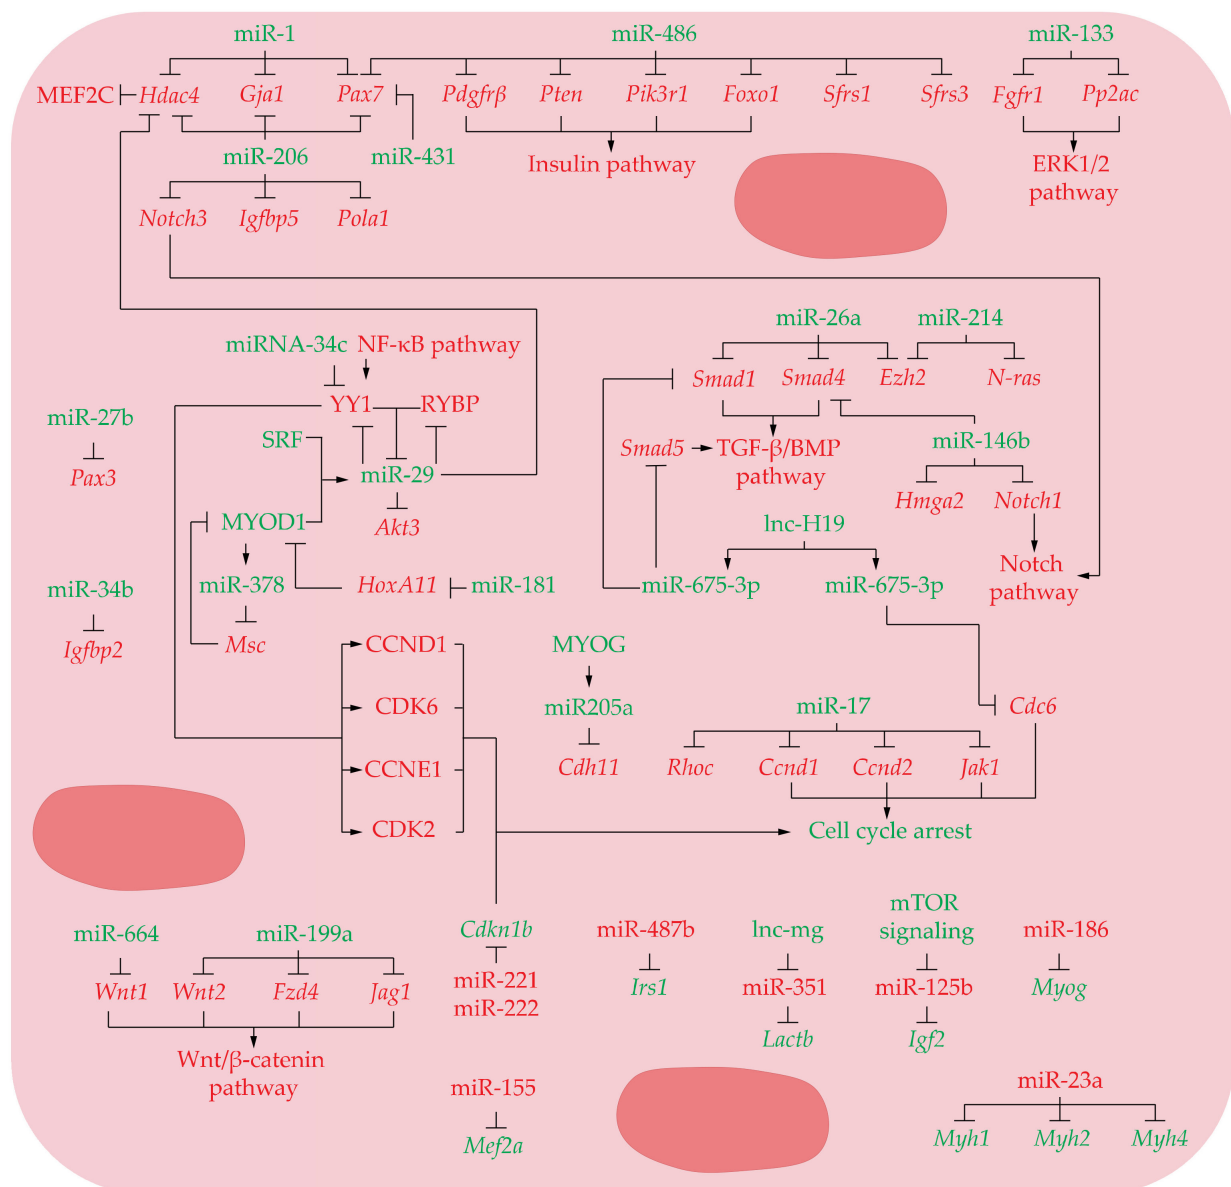 miR-1
miR-486
miR-133
MEF2C
Hdac4
Gja1
Pax7
Pdgfrβ
Pten
Pik3r1
Foxo1
Sfrs1
Sfrs3
Fgfr1
Pp2ac
miR-206
miR-431
Insulin pathway
ERK1/2
pathway
Notch3
Igfbp5
Pola1
miR-26a
miR-214
miRNA-34c
NF-κB pathway
Smad1
Smad4
Ezh2
N-ras
YY1
RYBP
miR-27b
SRF
Smad5
TGF-β/BMP
pathway
miR-146b
Pax3
miR-29
Hmga2
Notch1
MYOD1
Akt3
lnc-H19
Notch
pathway
miR-34b
miR-378
HoxA11
miR-181
miR-675-3p
miR-675-3p
Igfbp2
Msc
CCND1
MYOG
CDK6
miR205a
miR-17
Cdc6
CCNE1
Cdh11
Rhoc
Ccnd1
Ccnd2
Jak1
CDK2
Cell cycle arrest
miR-664
miR-199a
Cdkn1b
miR-487b
lnc-mg
mTOR
signaling
miR-186
Wnt1
Wnt2
Fzd4
Jag1
miR-221
miR-222
Irs1
miR-351
miR-125b
Myog
Lactb
Igf2
Wnt/β-catenin
pathway
miR-155
miR-23a
Mef2a
Myh1
Myh2
Myh4